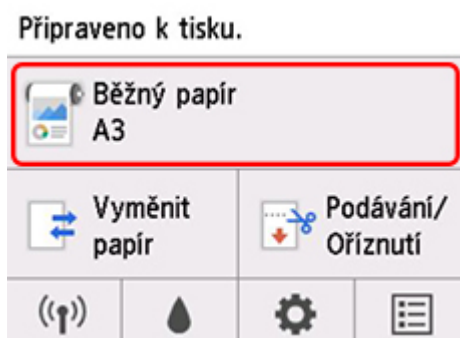 Připraveno k tisku.
Běžný papír
A3
Vyměnit
papír
Podávání/
Oříznutí